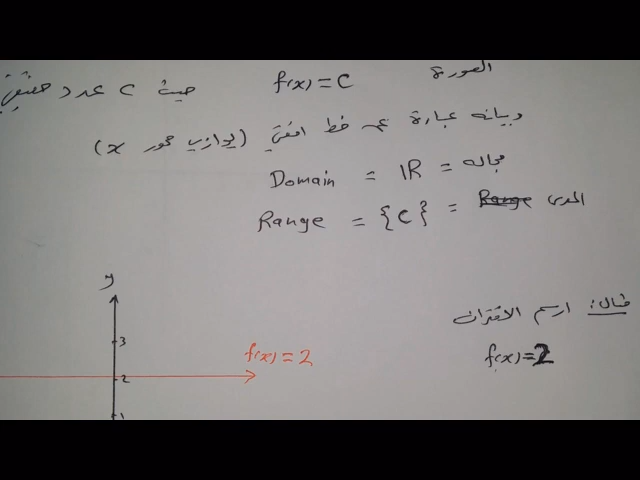 الصورة f(x) = C حيث C عدد حقيقي
وبيانه عبارة عن خط افقي (يوازي محور x)
مجاله = Domain = IR
المدى = Range = {C}
مثال: ارسم الاقتران
f(x)=2
y
3
f(x) = 2
2
1